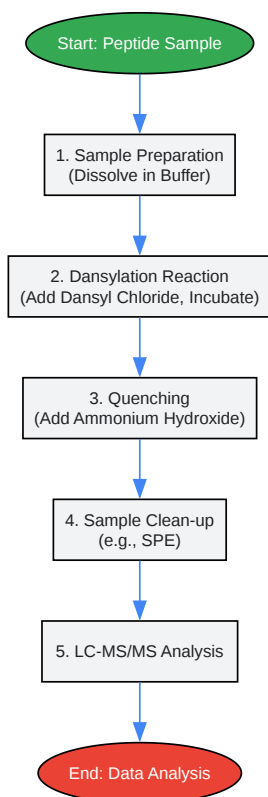 Start: Peptide Sample
1. Sample Preparation
(Dissolve in Buffer)
2. Dansylation Reaction
(Add Dansyl Chloride, Incubate)
3. Quenching
(Add Ammonium Hydroxide)
4. Sample Clean-up
(e.g., SPE)
5. LC-MS/MS Analysis
End: Data Analysis